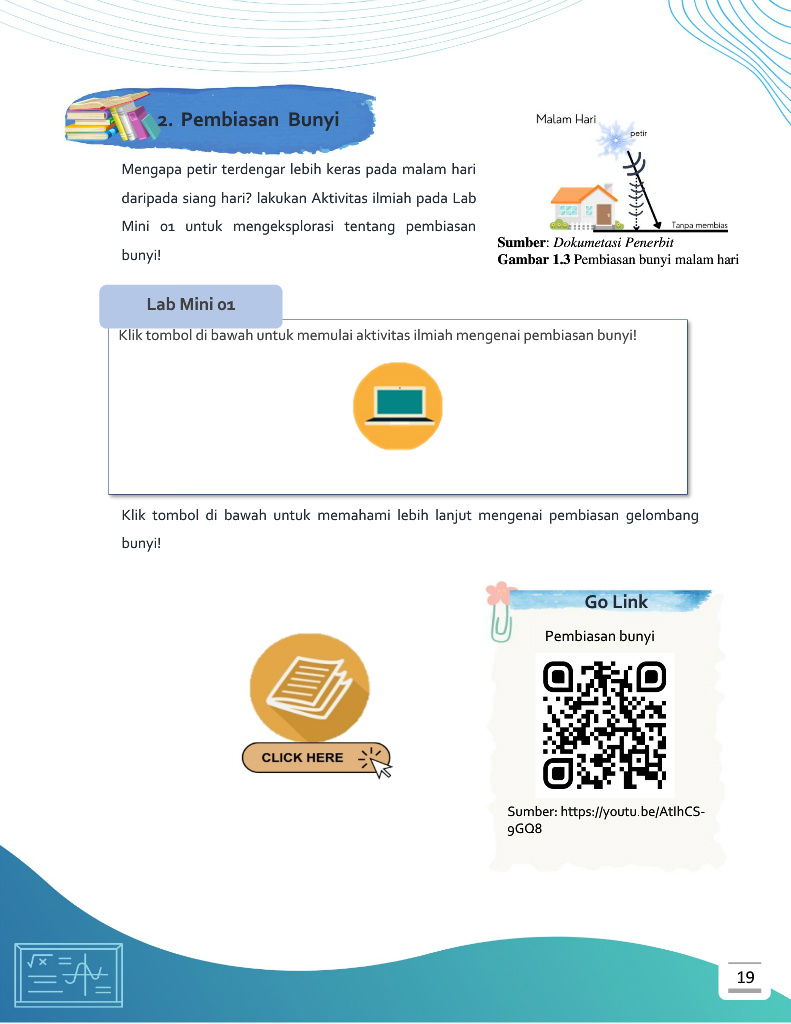 2. Pembiasan Bunyi
Mengapa petir terdengar lebih keras pada malam hari
daripada siang hari? lakukan Aktivitas ilmiah pada Lab
Mini 01 untuk mengeksplorasi tentang pembiasan
bunyi!
Malam Hari
petir
Tanpa membias
Sumber: Dokumetasi Penerbit
Gambar 1.3 Pembiasan bunyi malam hari
Lab Mini 01
Klik tombol di bawah untuk memulai aktivitas ilmiah mengenai pembiasan bunyi!
Klik tombol di bawah untuk memahami lebih lanjut mengenai pembiasan gelombang
bunyi!
CLICK HERE
Go Link
Pembiasan bunyi
Sumber: https://youtu.be/AtIhCS-
9GQ8
√x
19